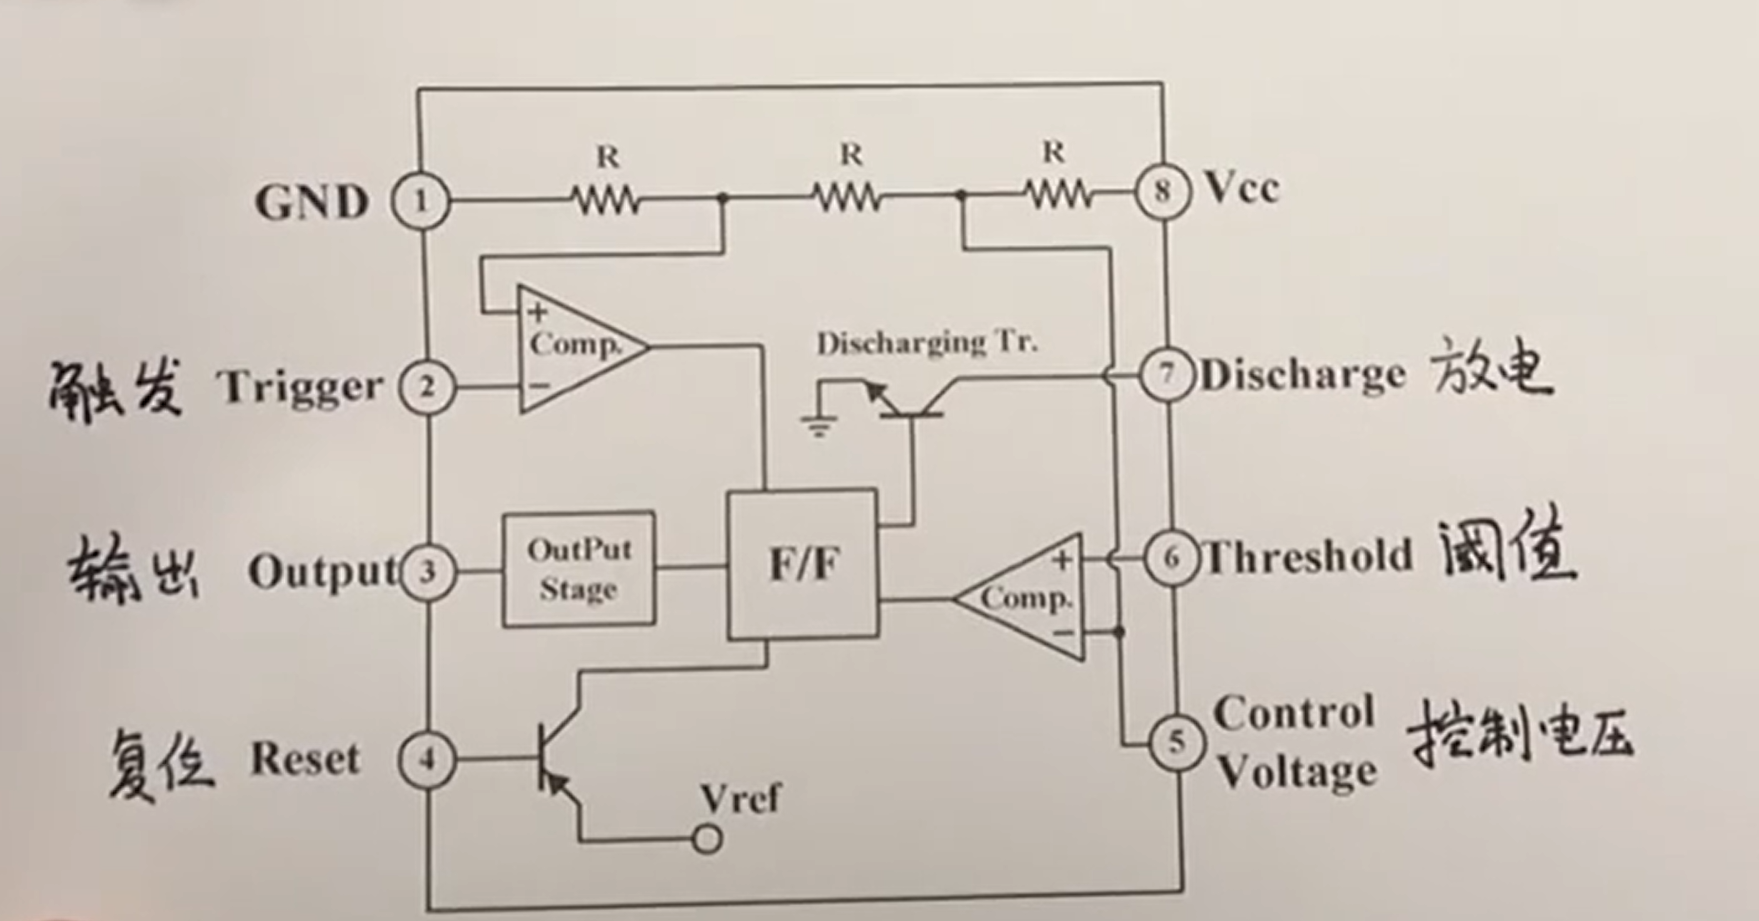 R R R
GND 1 8 Vcc
+
Comp.
-
Discharging Tr.
触发 Trigger 2
7 Discharge 放电
输出 Output 3
OutPut
Stage
F/F
+
Comp.
-
6 Threshold 阈值
复位 Reset 4
Vref
5 Control
Voltage 控制电压